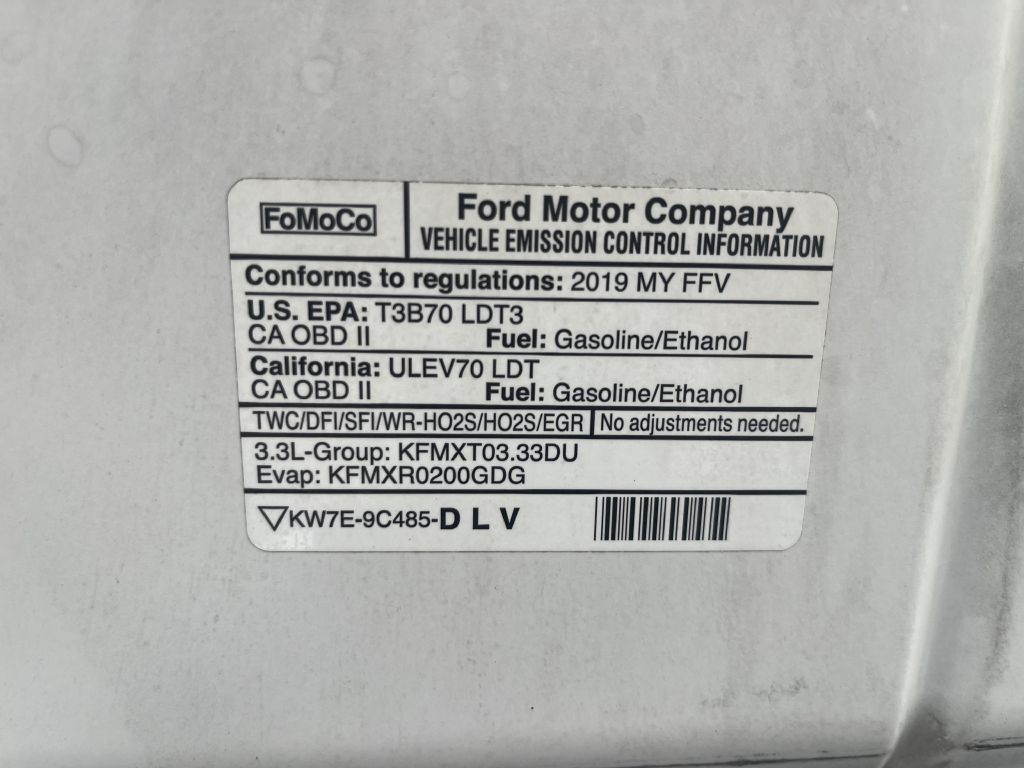 FoMoCo
Ford Motor Company
VEHICLE EMISSION CONTROL INFORMATION
Conforms to regulations: 2019 MY FFV
U.S. EPA: T3B70 LDT3
CA OBD II Fuel: Gasoline/Ethanol
California: ULEV70 LDT
CA OBD II Fuel: Gasoline/Ethanol
TWC/DFI/SFI/WR-HO2S/HO2S/EGR No adjustments needed.
3.3L-Group: KFMXT03.33DU
Evap: KFMXR0200GDG
KW7E-9C485-D L V